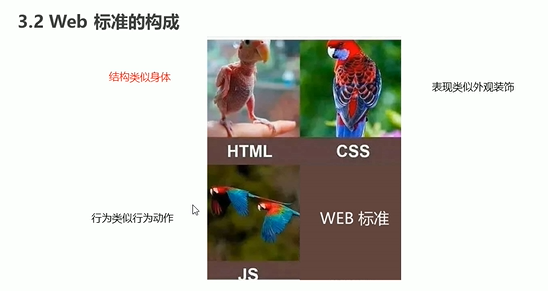 3.2 Web 标准的构成
结构类似身体
表现类似外观装饰
HTML
CSS
行为类似行为动作
WEB 标准
JS